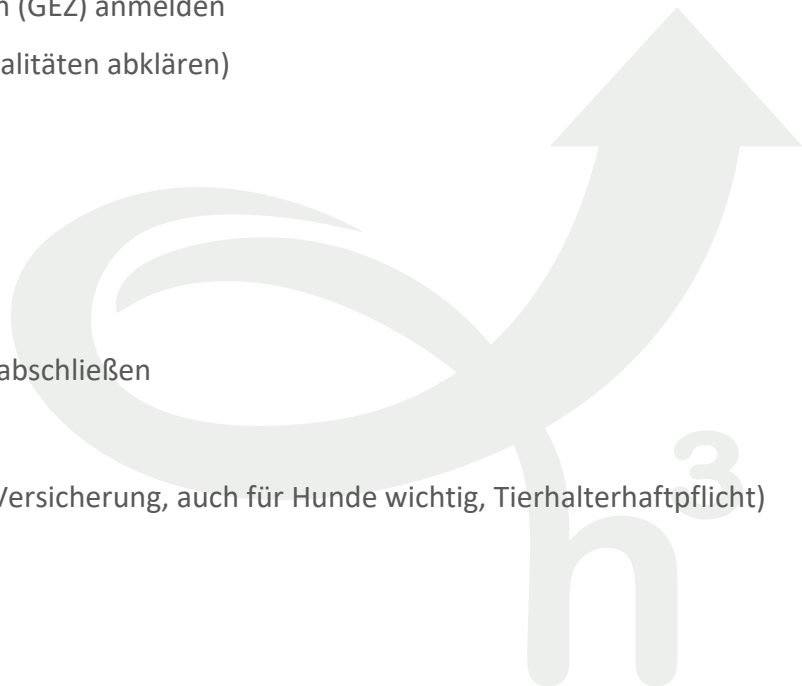 (GEZ) anmelden
alitäten abklären)
abschließen
Versicherung, auch für Hunde wichtig, Tierhalterhaftpflicht)
h3